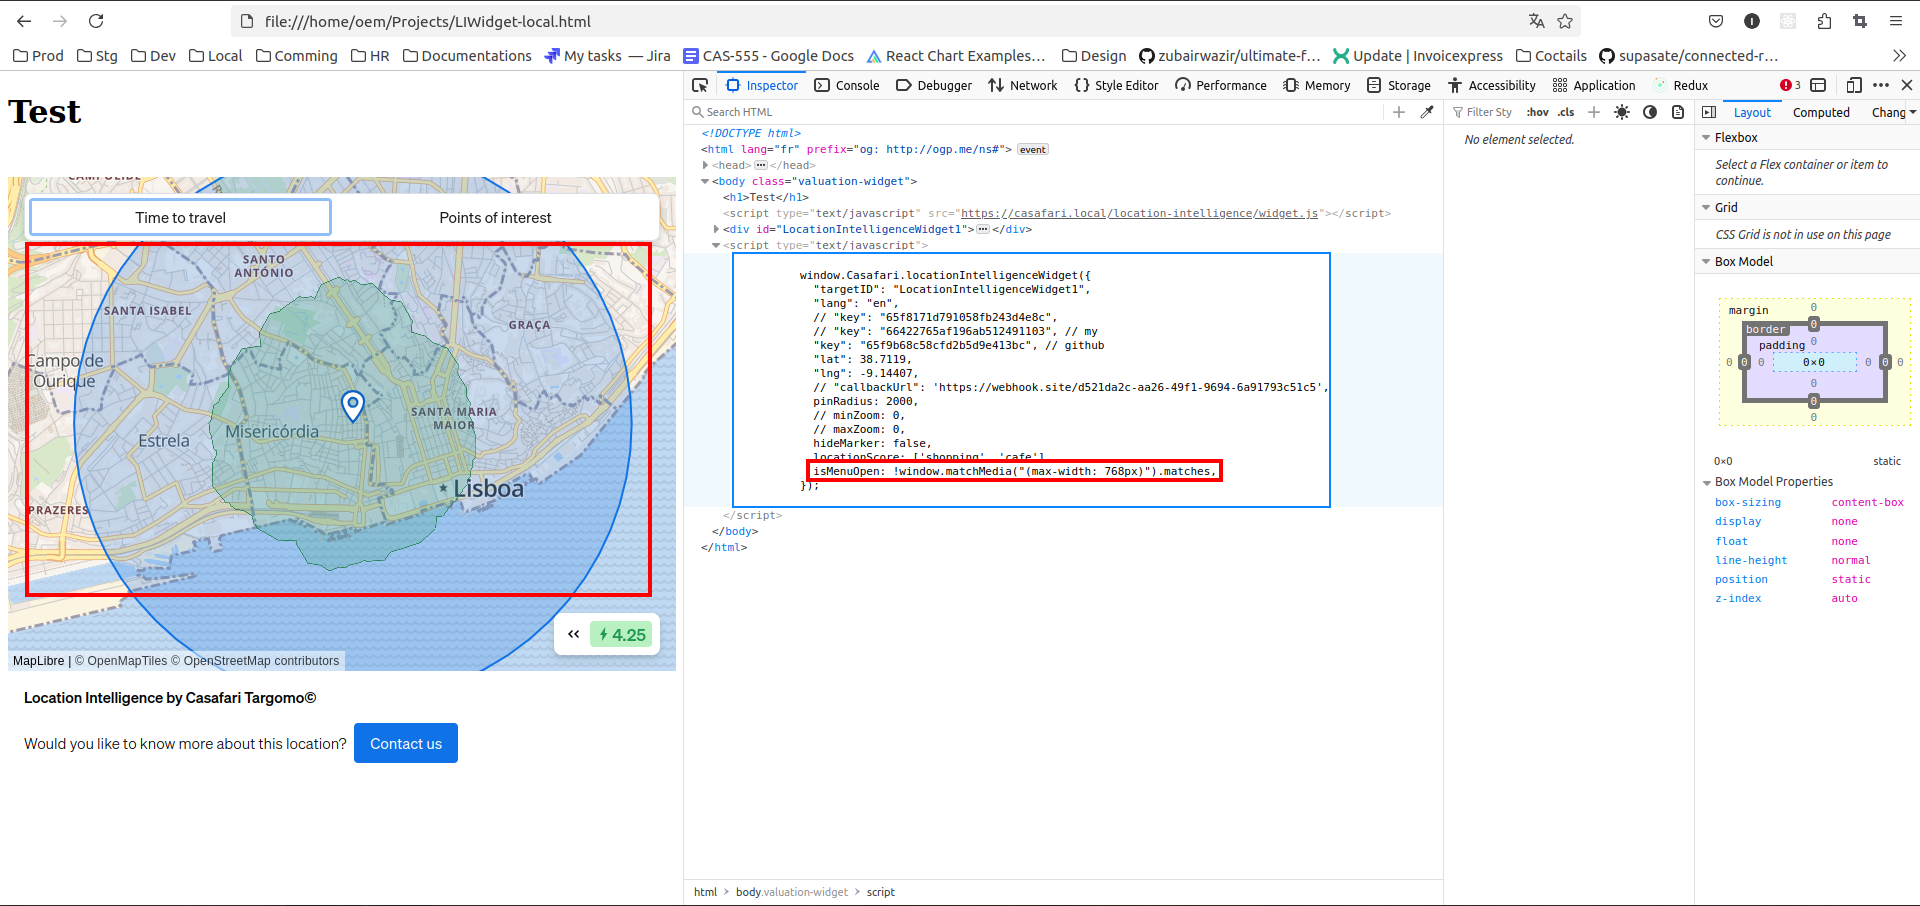 file:///home/oem/Projects/LIWidget-local.html
Prod Stg Dev Local Comming HR Documentations My tasks — Jira CAS-555 - Google Docs React Chart Examples... Design zubairwazir/ultimate-f... Update | Invoicexpress Coctails supasate/connected-r...
Inspector Console Debugger Network Style Editor Performance Memory Storage Accessibility Application Redux 3
Search HTML
Filter Sty :hov .cls
Layout Computed Chang
Test
Time to travel Points of interest
SANTO
ANTÓNIO
SANTA ISABEL
GRAÇA
Campo de
Ourique
SANTA MARIA
MAIOR
Misericórdia
Estrela
Lisboa
PRAZERES
4.25
MapLibre | © OpenMapTiles © OpenStreetMap contributors
Location Intelligence by Casafari Targomo©
Would you like to know more about this location? Contact us
<!DOCTYPE html>
<html lang="fr" prefix="og: http://ogp.me/ns#"> event
<head> </head>
<body class="valuation-widget">
<h1>Test</h1>
<script type="text/javascript" src="https://casafari.local/location-intelligence/widget.js"></script>
<div id="LocationIntelligenceWidget1"> </div>
<script type="text/javascript">
window.Casafari.locationIntelligenceWidget({
"targetID": "LocationIntelligenceWidget1",
"lang": "en",
// "key": "65f8171d791058fb243d4e8c",
// "key": "66422765af196ab512491103", // my
"key": "65f9b68c58cfd2b5d9e413bc", // github
"lat": 38.7119,
"lng": -9.14407,
// "callbackUrl": 'https://webhook.site/d521da2c-aa26-49f1-9694-6a91793c51c5',
pinRadius: 2000,
// minZoom: 0,
// maxZoom: 0,
hideMarker: false,
locationScore: ['shopping', 'cafe'],
isMenuOpen: !window.matchMedia("(max-width: 768px)").matches,
});
</script>
</body>
</html>
html body.valuation-widget script
No element selected.
Flexbox
Select a Flex container or item to
continue.
Grid
CSS Grid is not in use on this page
Box Model
margin 0
border 0
padding 0
0 0 0 0×0 0 0 0
0
0
0
0×0 static
Box Model Properties
box-sizing content-box
display none
float none
line-height normal
position static
z-index auto